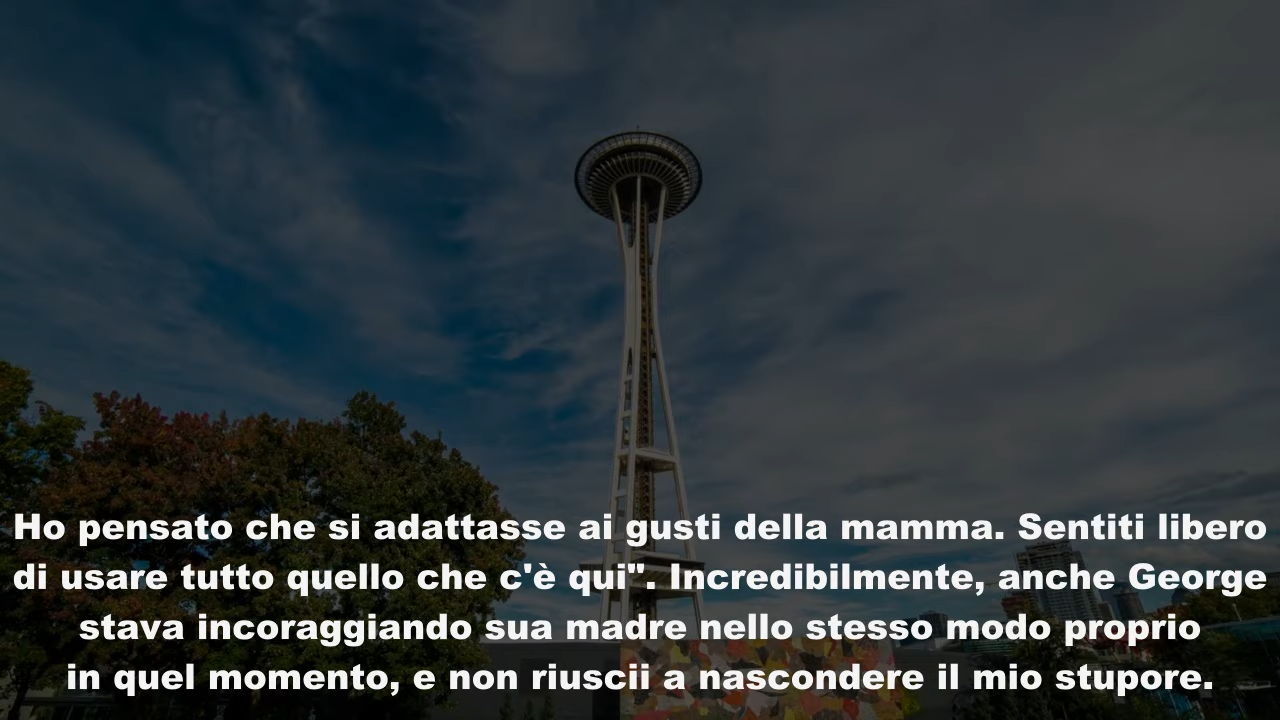 Ho pensato che si adattasse ai gusti della mamma. Sentiti libero
di usare tutto quello che c'è qui". Incredibilmente, anche George
stava incoraggiando sua madre nello stesso modo proprio
in quel momento, e non riuscii a nascondere il mio stupore.